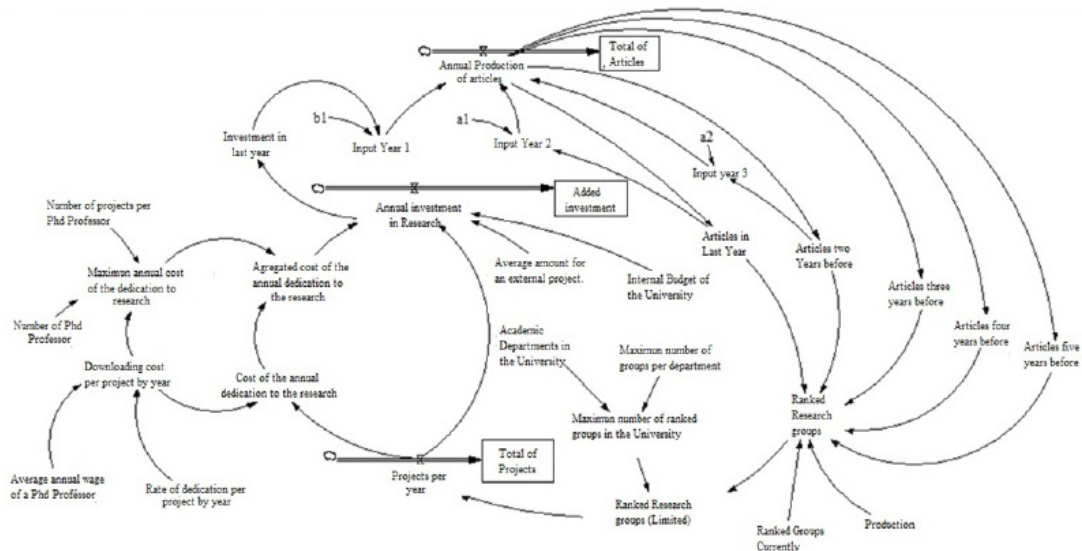 Total of
, Articles
Annual Production
of articles
b1
a1
a2
Investment in
last year
Input Year 1
Input Year 2
Input year 3
Added
investment
Number of projects per
Phd Professor
Annual investment
in Research
Articles in
Last Year
Articles two
Years before
Maximun annual cost
of the dedication to
research
Agregated cost of the
annual dedication to
the research
Average amount for
an external project.
Internal Budget of
the University
Articles three
years before
Number of Phd
Professor
Academic
Departments in
the University
Maximun number of
groups per department
Articles four
years before
Articles five
years before
Downloading cost
per project by year
Cost of the annual
dedication to the research
Maximun number of ranked
groups in the University
Ranked
Research
groups
Average annual wage
of a Phd Professor
Rate of dedication per
project by year
Projects per
year
Total of
Projects
Ranked Research
groups (Limited)
Ranked Groups
Currently
Production